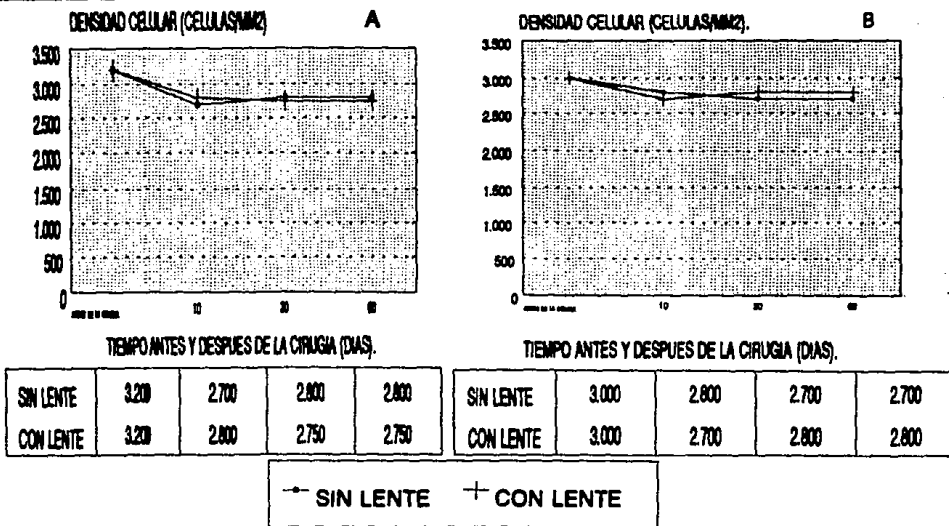 DENSIDAD CELULAR (CELULAS/MM2) A
3.500
3.000
2.500
2.000
1.500
1.000
500
0
10 30 60
TIEMPO ANTES Y DESPUES DE LA CIRUGIA (DIAS).
SIN LENTE 3.200 2.700 2.800 2.800
CON LENTE 3.200 2.800 2.750 2.750
DENSIDAD CELULAR (CELULAS/MM2). B
3.500
3.000
2.500
2.000
1.500
1.000
500
0
10 30 60
TIEMPO ANTES Y DESPUES DE LA CIRUGIA (DIAS).
SIN LENTE 3.000 2.800 2.700 2.700
CON LENTE 3.000 2.700 2.800 2.800
SIN LENTE CON LENTE